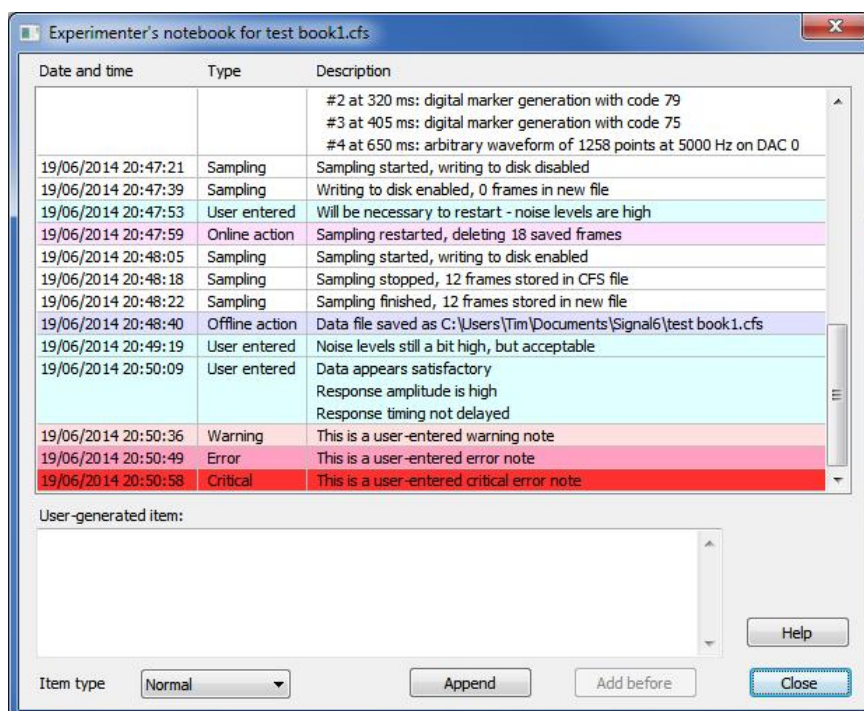 Experimenter's notebook for test book1.cfs
Date and time Type Description
#2 at 320 ms: digital marker generation with code 79
#3 at 405 ms: digital marker generation with code 75
#4 at 650 ms: arbitrary waveform of 1258 points at 5000 Hz on DAC 0
19/06/2014 20:47:21 Sampling Sampling started, writing to disk disabled
19/06/2014 20:47:39 Sampling Writing to disk enabled, 0 frames in new file
19/06/2014 20:47:53 User entered Will be necessary to restart - noise levels are high
19/06/2014 20:47:59 Online action Sampling restarted, deleting 18 saved frames
19/06/2014 20:48:05 Sampling Sampling started, writing to disk enabled
19/06/2014 20:48:18 Sampling Sampling stopped, 12 frames stored in CFS file
19/06/2014 20:48:22 Sampling Sampling finished, 12 frames stored in new file
19/06/2014 20:48:40 Offline action Data file saved as C:\Users\Tim\Documents\Signal6\test book1.cfs
19/06/2014 20:49:19 User entered Noise levels still a bit high, but acceptable
19/06/2014 20:50:09 User entered Data appears satisfactory
Response amplitude is high
Response timing not delayed
19/06/2014 20:50:36 Warning This is a user-entered warning note
19/06/2014 20:50:49 Error This is a user-entered error note
19/06/2014 20:50:58 Critical This is a user-entered critical error note
User-generated item:
Help
Item type Normal Append Add before Close